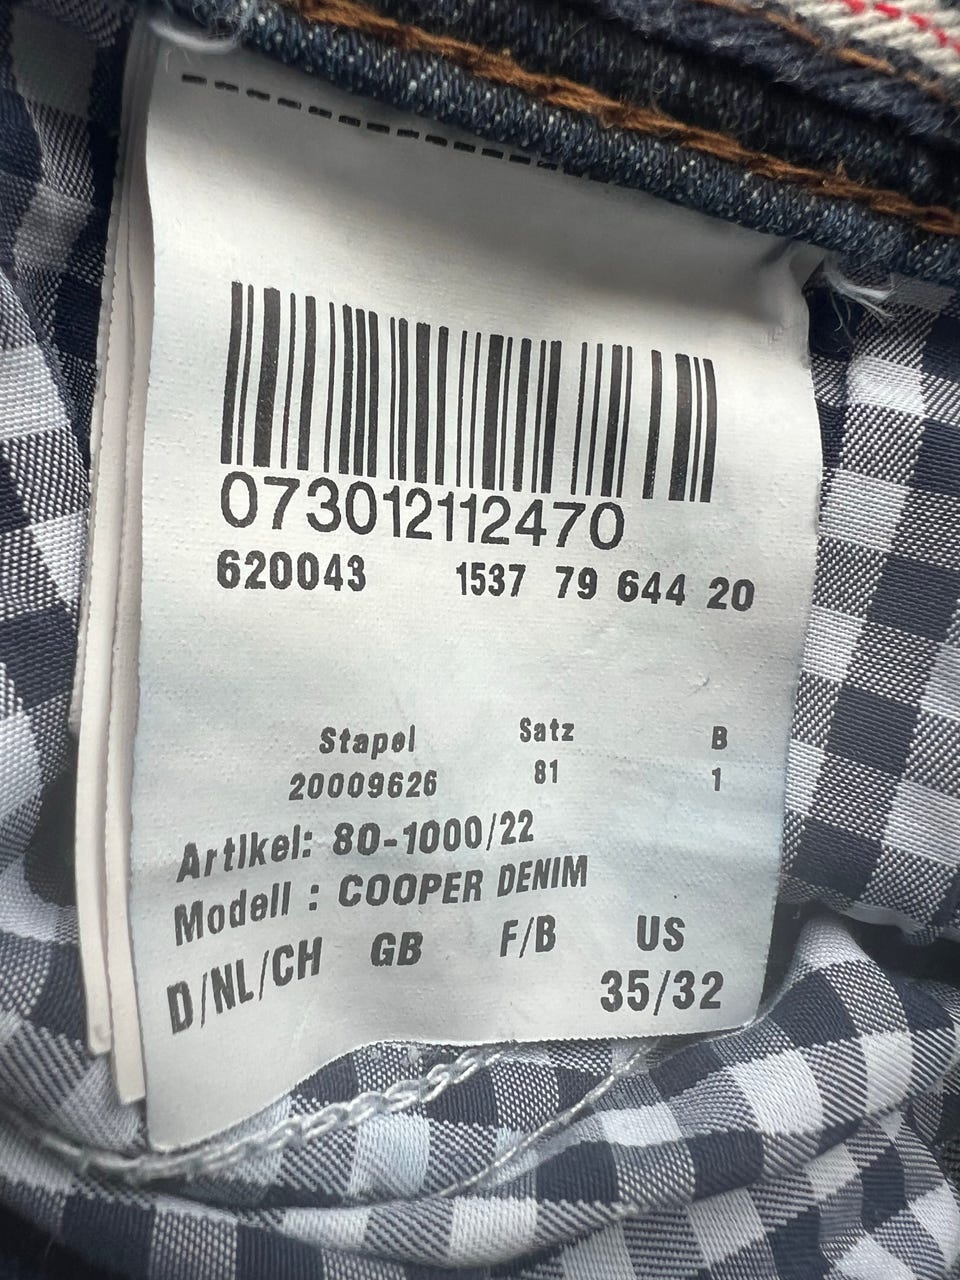 073012112470
620043 1537 79 644 20
Stapel Satz B
20009626 81 1
Artikel: 80-1000/22
Modell : COOPER DENIM
D/NL/CH GB F/B US
35/32